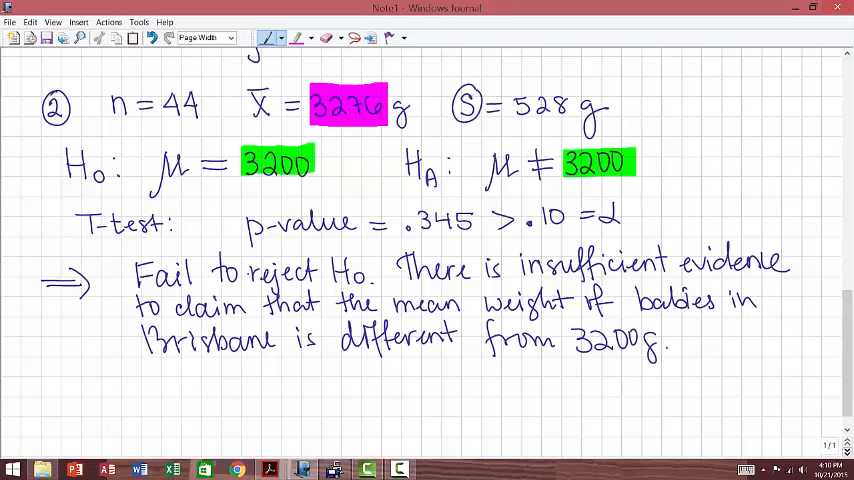 Note1 - Windows Journal
File Edit View Insert Actions Tools Help
Page Width
② n = 44 X̄ = 3276 g Ⓢ = 528 g
H₀: μ = 3200 H_A: μ ≠ 3200
T-test: p-value = .345 > .10 = α
⇒ Fail to reject H₀. There is insufficient evidence
to claim that the mean weight of babies in
Brisbane is different from 3200g.
1/1
4:10 PM
10/21/2015